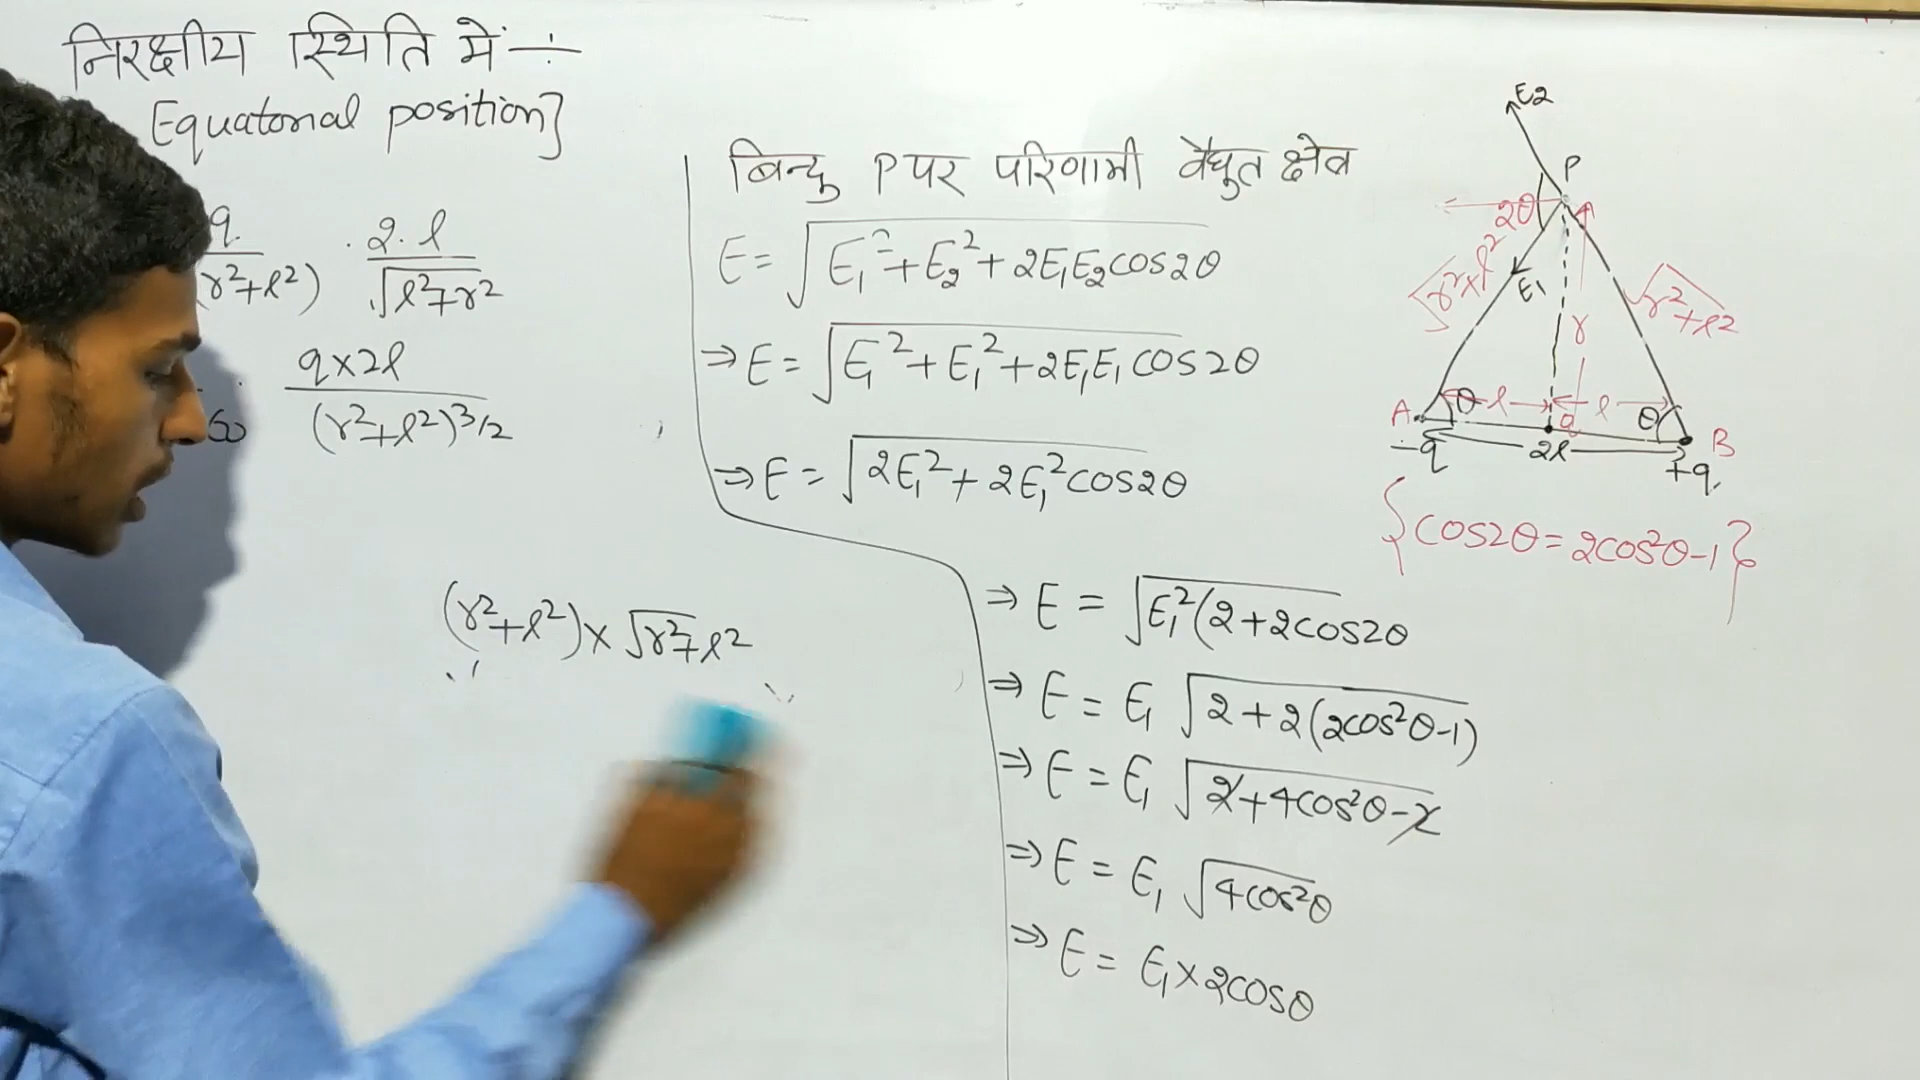 निरक्षीय स्थिति में ÷
Equatorial position]
q / (r²+l²) · 2·l / √l²+r²
q×2l / (r²+l²)3/2
(r²+l²)×√r²+l²
बिन्दु P पर परिणामी वैद्युत क्षेत्र
E = √E₁²+E₂²+2E₁E₂cos2θ
⇒ E = √E₁²+E₁²+2E₁E₁cos2θ
⇒ E = √2E₁²+2E₁²cos2θ
⇒ E = √E₁²(2+2cos2θ
⇒ E = E₁ √2+2(2cos²θ-1)
⇒ E = E₁ √2+4cos²θ-2
⇒ E = E₁ √4cos²θ
⇒ E = E₁×2cosθ
E2
P
2θ
√r²+l²
E₁
√r²+l²
r
A θ l l θ B
-q 2l +q
{cos2θ=2cos²θ-1}